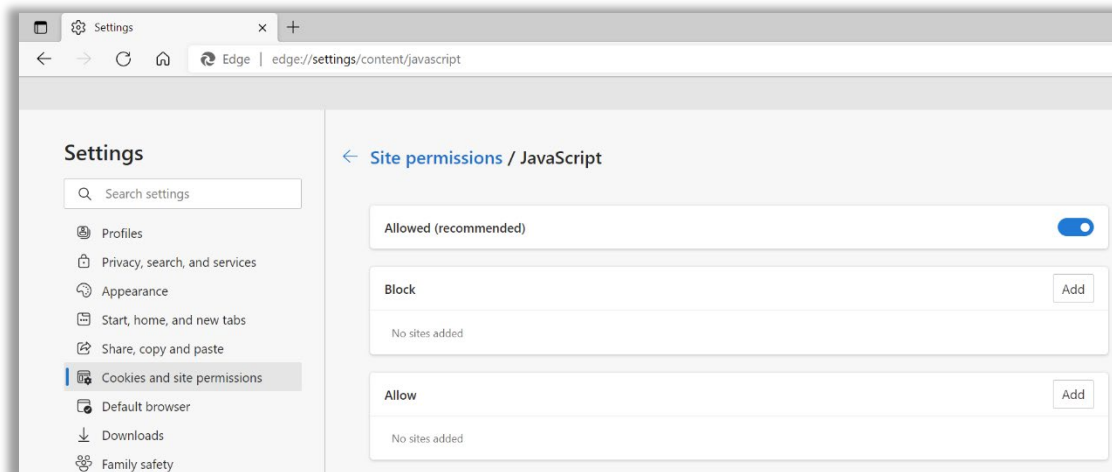 Settings
Edge | edge://settings/content/javascript
Settings
Search settings
Profiles
Privacy, search, and services
Appearance
Start, home, and new tabs
Share, copy and paste
Cookies and site permissions
Default browser
Downloads
Family safety
Site permissions / JavaScript
Allowed (recommended)
Block
Add
No sites added
Allow
Add
No sites added